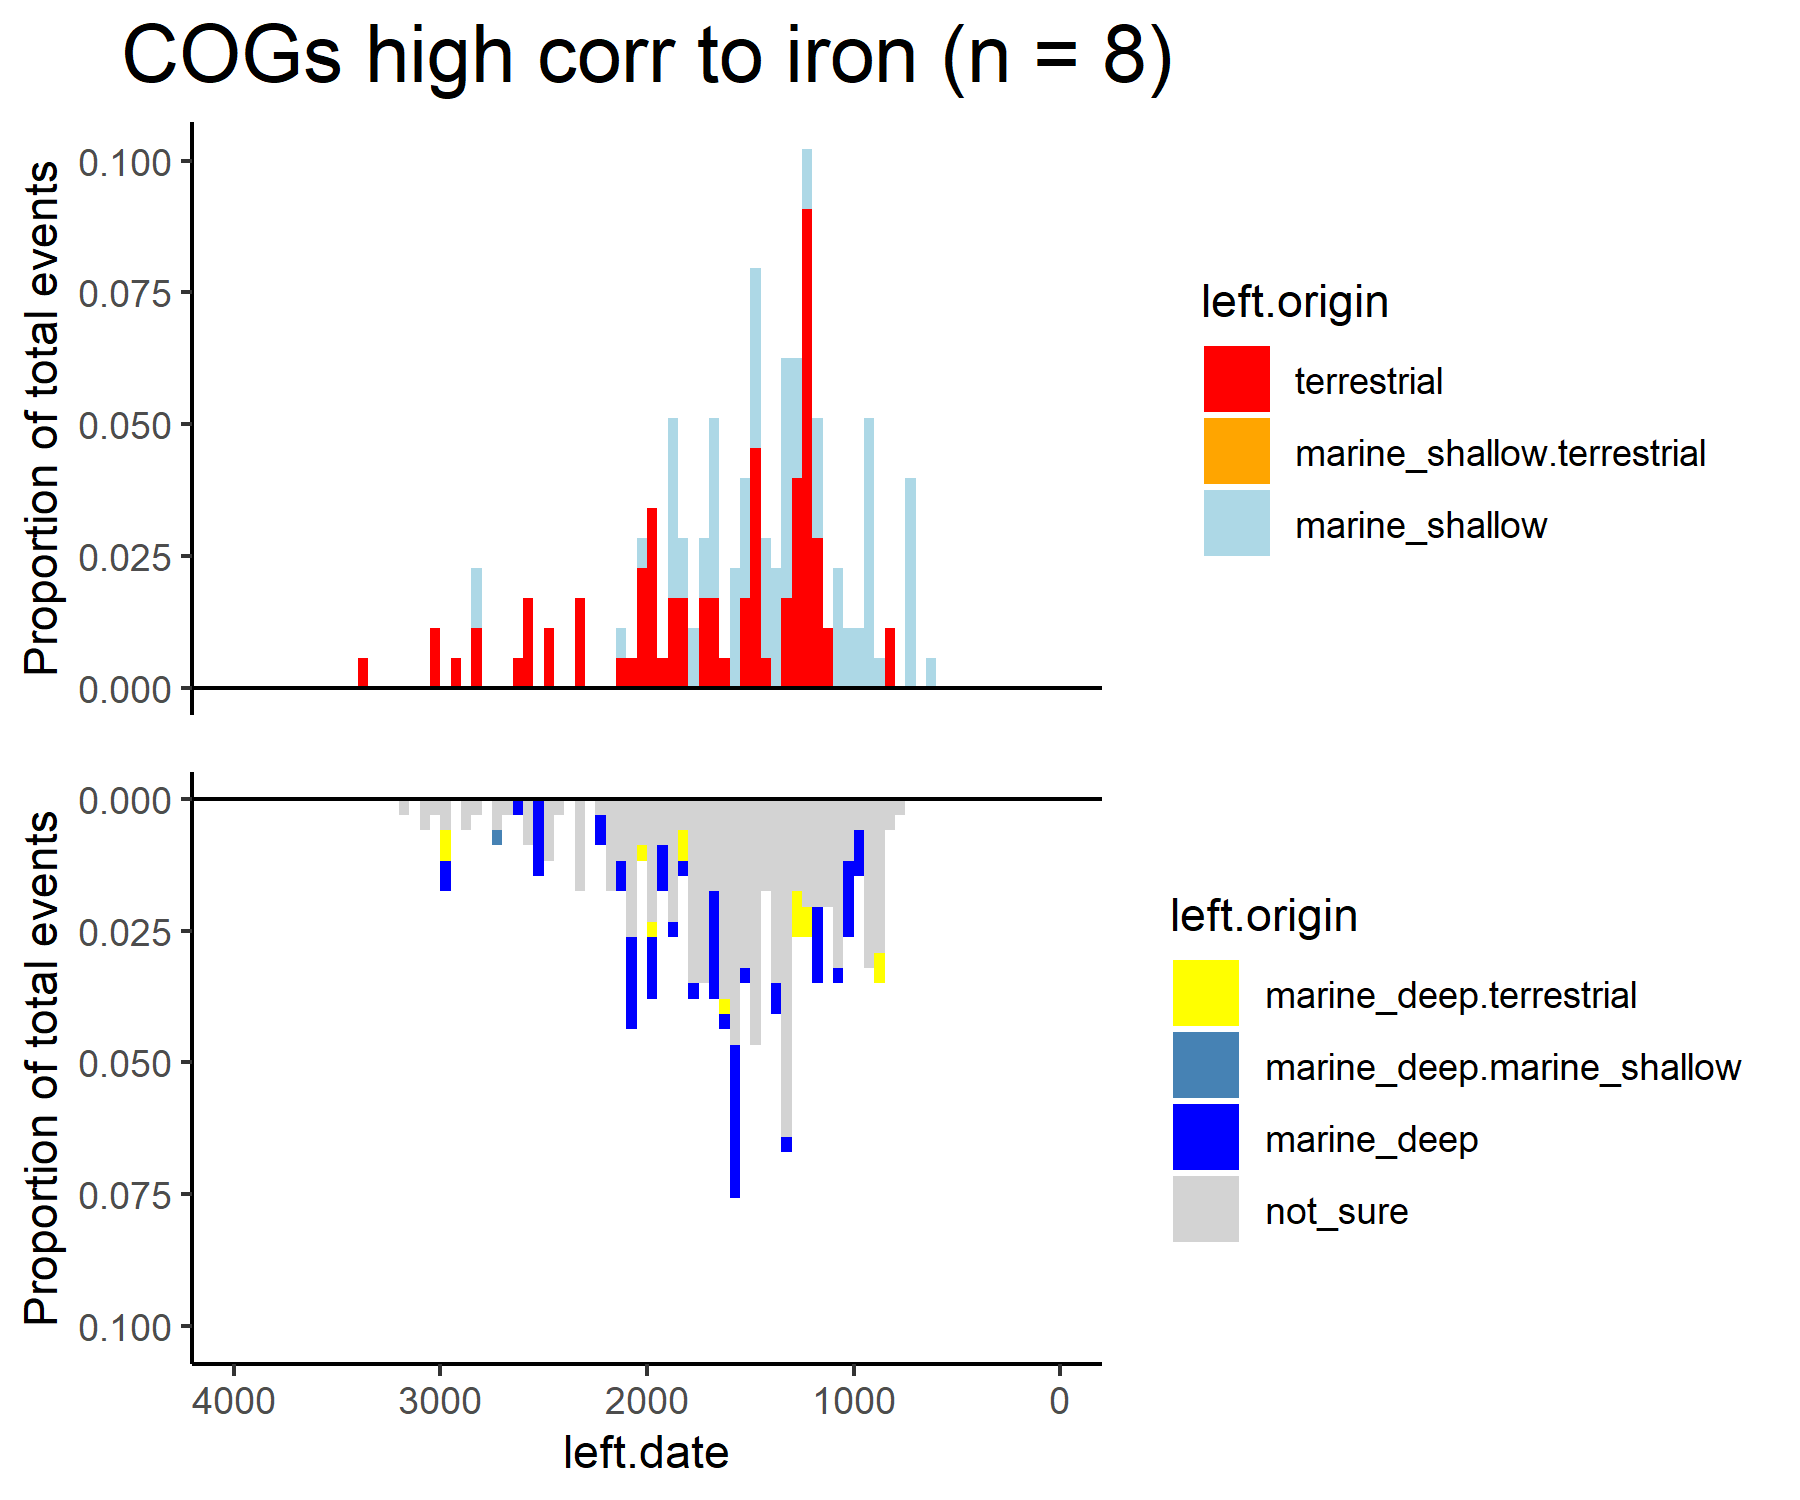 COGs high corr to iron (n = 8)
Proportion of total events
0.100
0.075
0.050
0.025
0.000
left.origin
terrestrial
marine_shallow.terrestrial
marine_shallow
Proportion of total events
0.000
0.025
0.050
0.075
0.100
left.origin
marine_deep.terrestrial
marine_deep.marine_shallow
marine_deep
not_sure
4000 3000 2000 1000 0
left.date